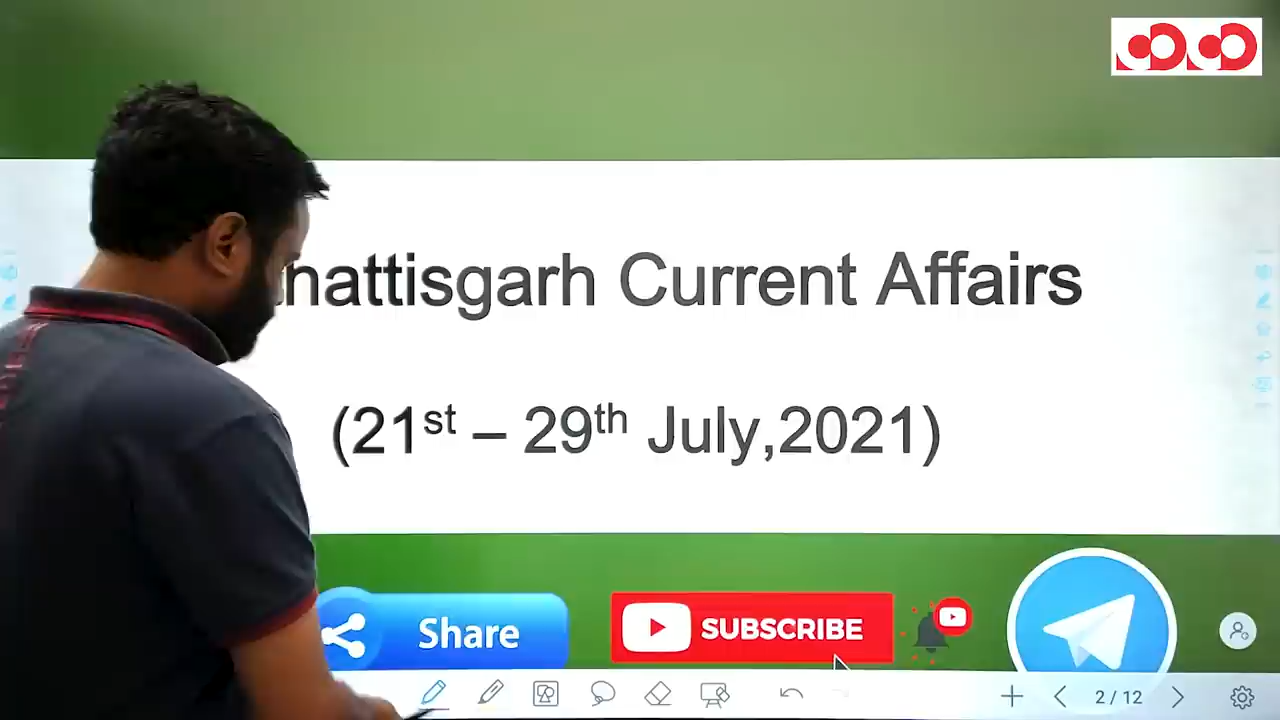 hattisgarh Current Affairs
(21st – 29th July,2021)
Share
SUBSCRIBE
2/12